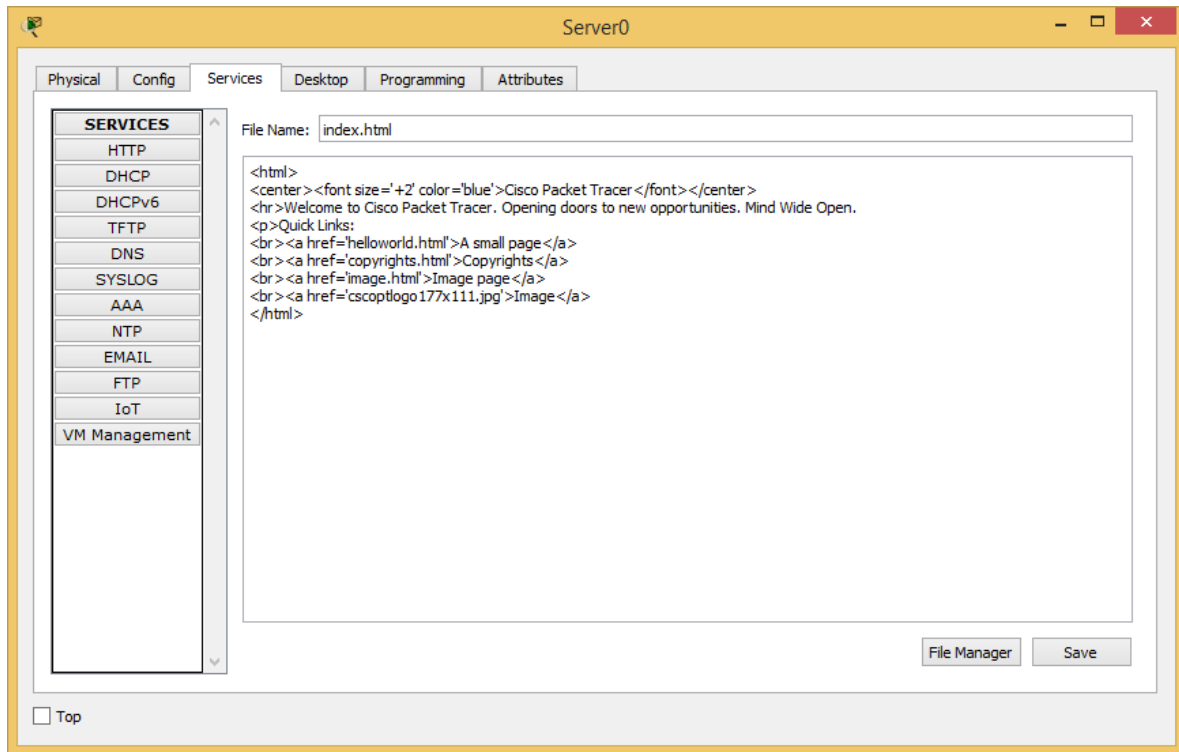 Server0
Physical Config Services Desktop Programming Attributes
SERVICES
HTTP
DHCP
DHCPv6
TFTP
DNS
SYSLOG
AAA
NTP
EMAIL
FTP
IoT
VM Management
File Name: index.html
<html>
<center><font size='+2' color='blue'>Cisco Packet Tracer</font></center>
<hr>Welcome to Cisco Packet Tracer. Opening doors to new opportunities. Mind Wide Open.
<p>Quick Links:
<br><a href='helloworld.html'>A small page</a>
<br><a href='copyrights.html'>Copyrights</a>
<br><a href='image.html'>Image page</a>
<br><a href='cscoptlogo177x111.jpg'>Image</a>
</html>
File Manager Save
Top